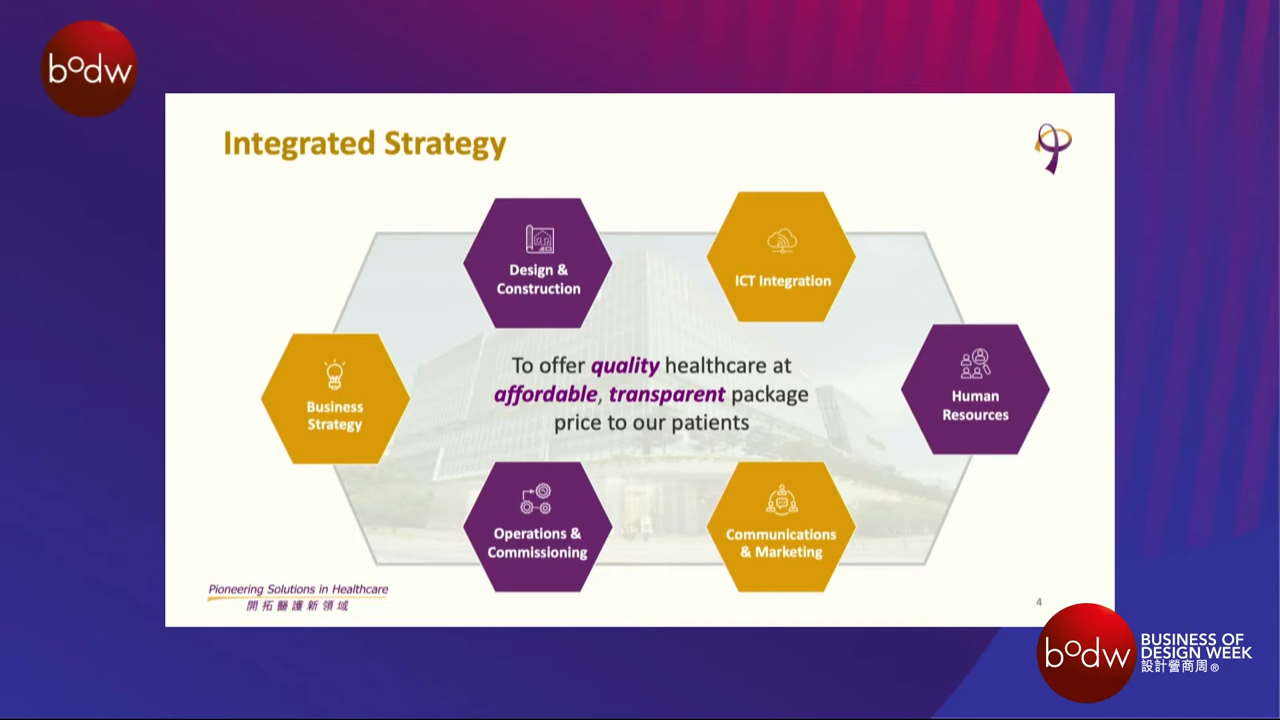 bodw
Integrated Strategy
Design &
Construction
ICT Integration
Business
Strategy
To offer quality healthcare at
affordable, transparent package
price to our patients
Human
Resources
Operations &
Commissioning
Communications
& Marketing
Pioneering Solutions in Healthcare
開拓醫護新領域
4
bodw
BUSINESS OF
DESIGN WEEK
設計營商周®